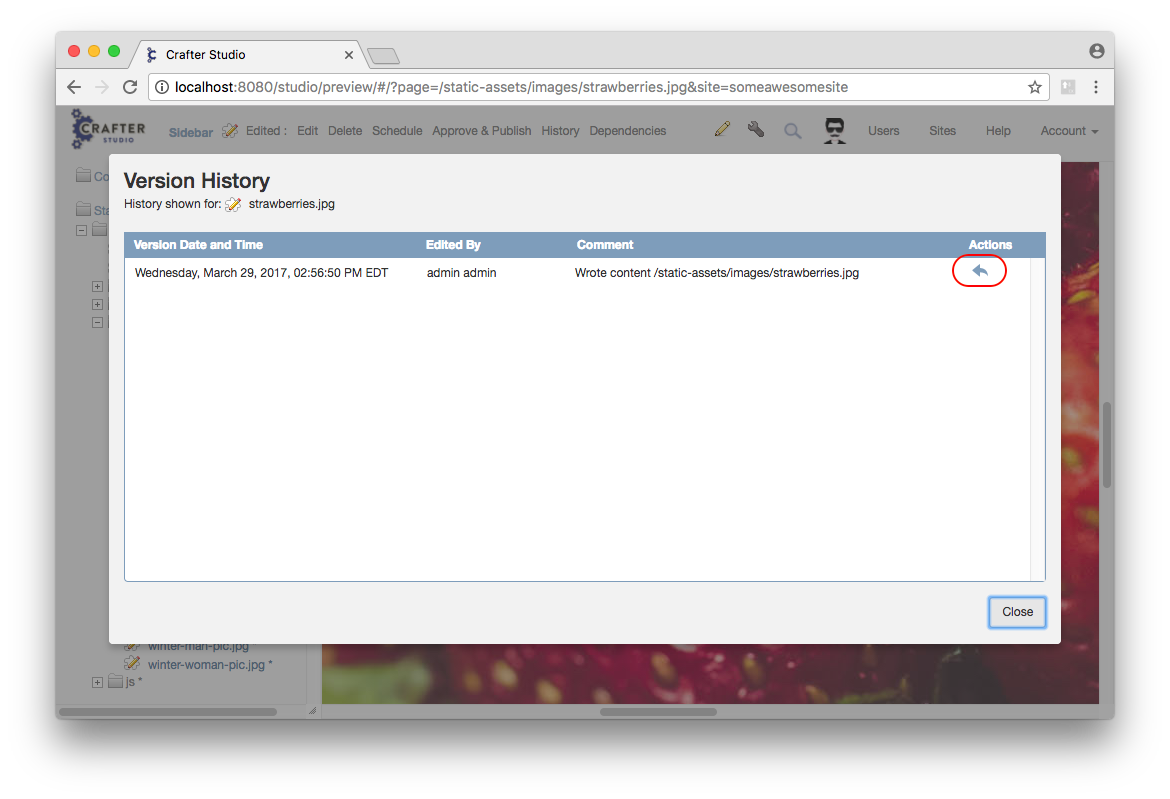 Crafter Studio
localhost:8080/studio/preview/#/?page=/static-assets/images/strawberries.jpg&site=someawesomesite
CRAFTER
STUDIO
Sidebar Edited : Edit Delete Schedule Approve & Publish History Dependencies Users Sites Help Account
Co
Version History
History shown for: strawberries.jpg
Sta
Version Date and Time Edited By Comment Actions
Wednesday, March 29, 2017, 02:56:50 PM EDT admin admin Wrote content /static-assets/images/strawberries.jpg
Close
winter-man-pic.jpg
winter-woman-pic.jpg *
js *